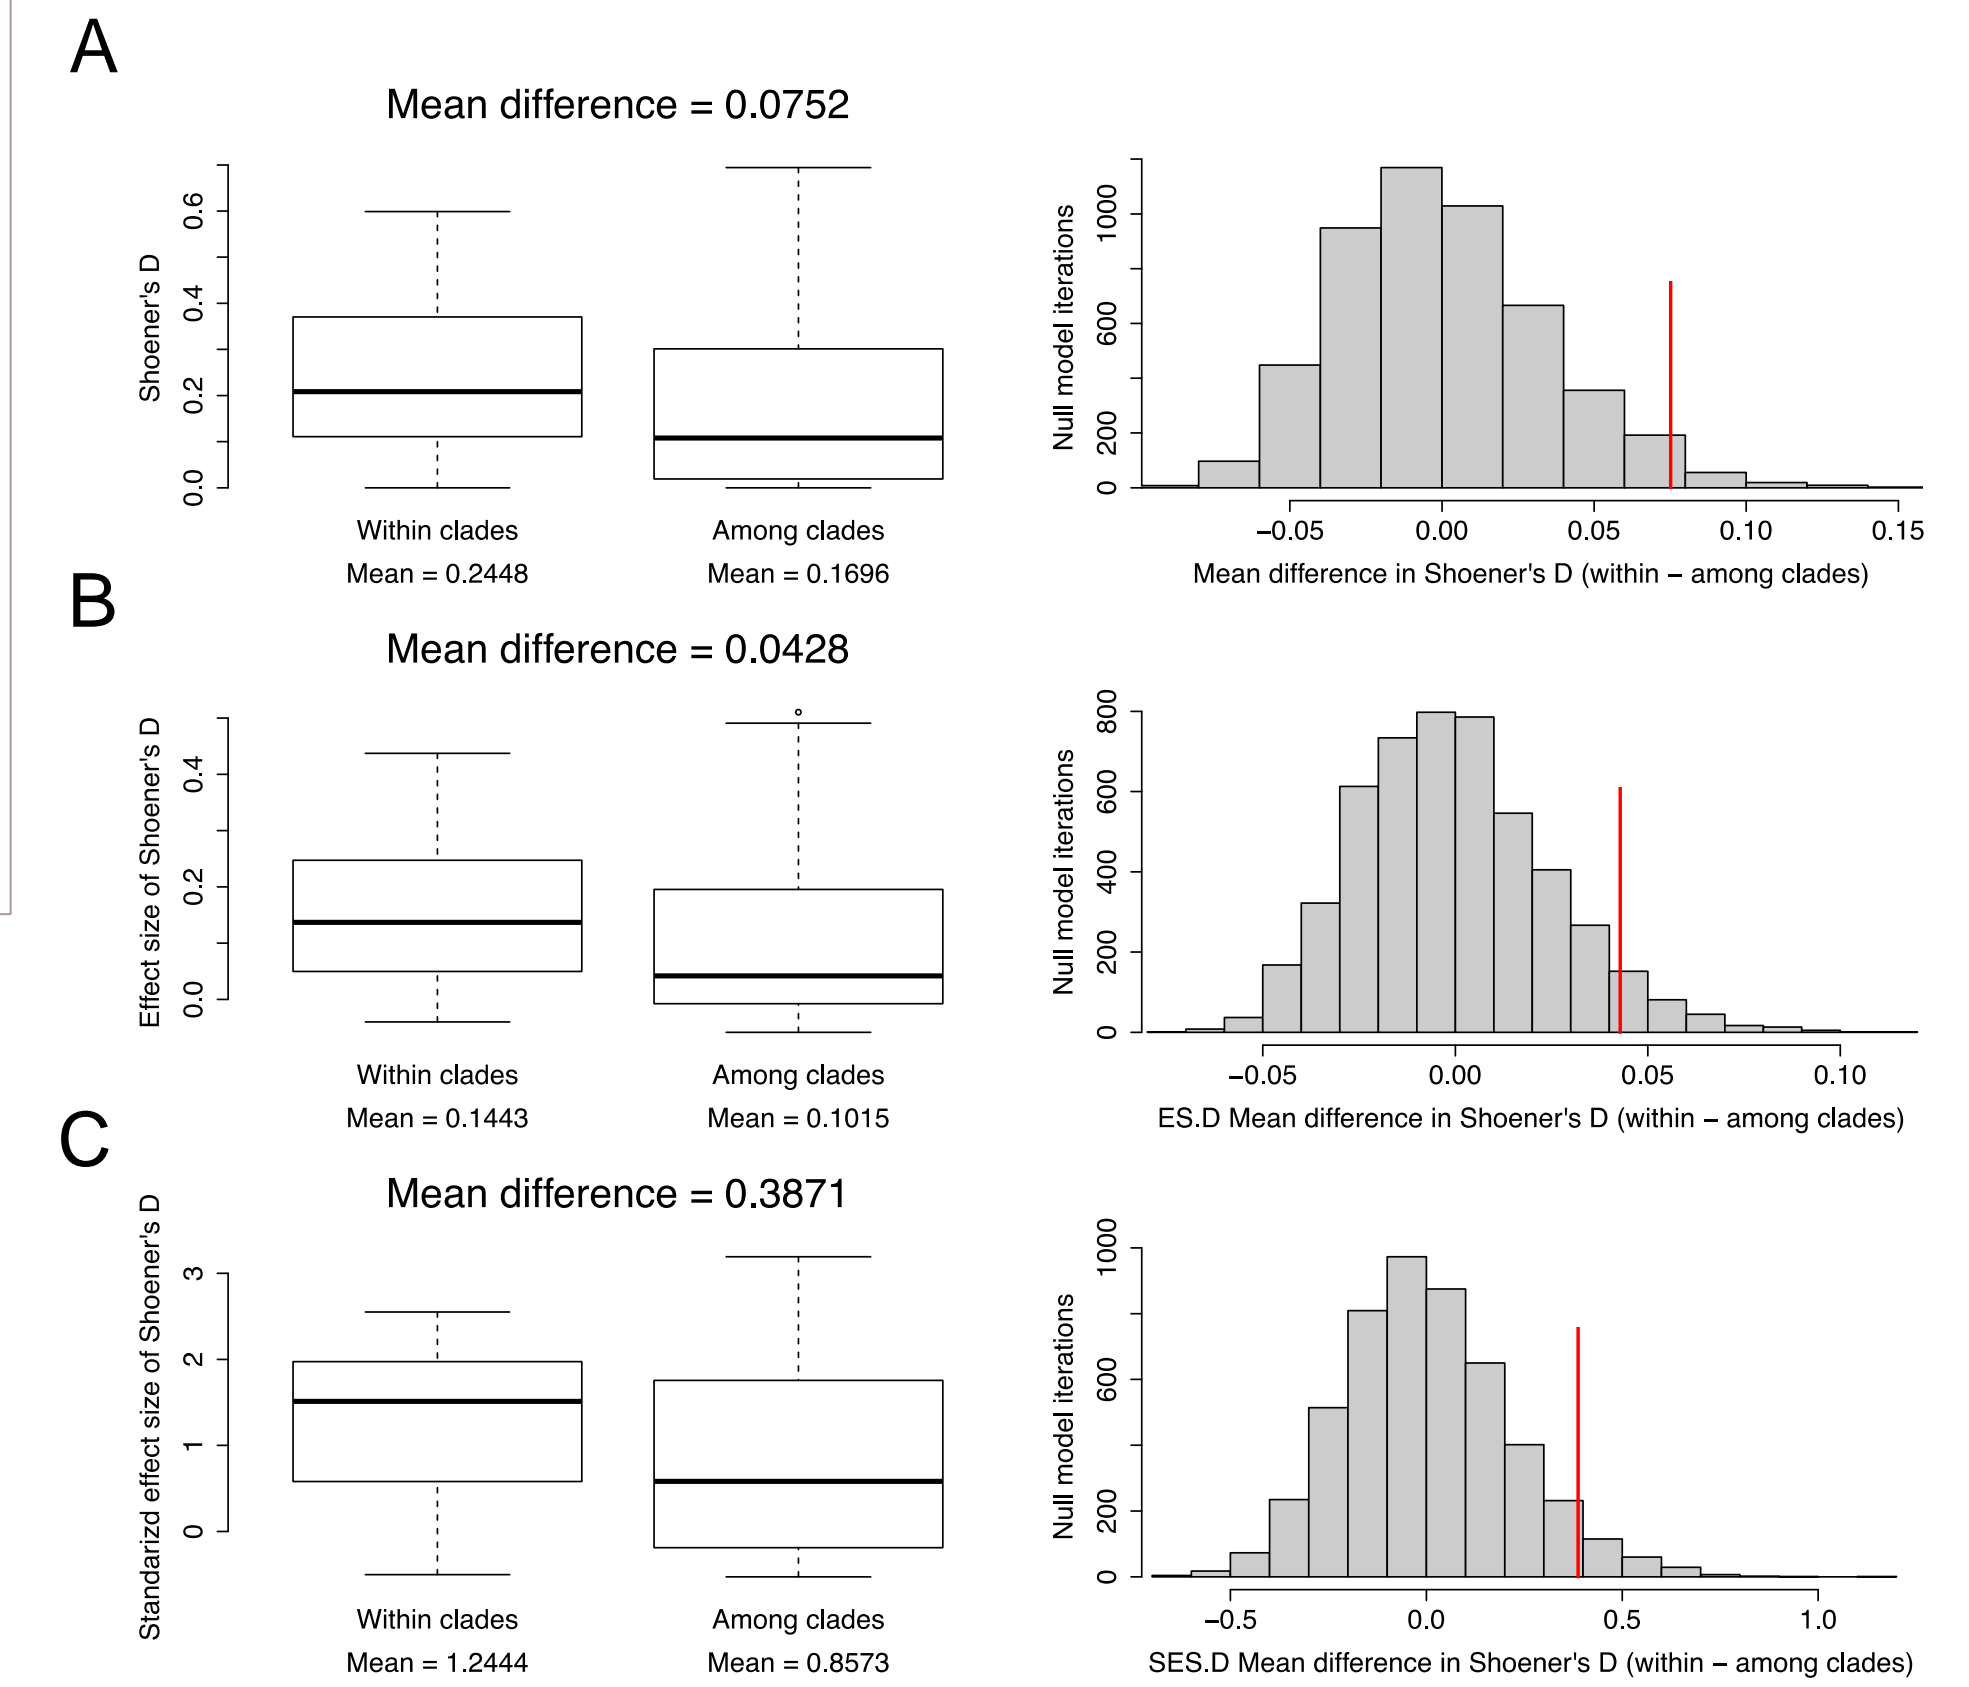 A
Mean difference = 0.0752
Shoener's D
0.0 0.2 0.4 0.6
Within clades
Mean = 0.2448
Among clades
Mean = 0.1696
Null model iterations
0 200 600 1000
−0.05 0.00 0.05 0.10 0.15
Mean difference in Shoener's D (within − among clades)
B
Mean difference = 0.0428
Effect size of Shoener's D
0.0 0.2 0.4
Within clades
Mean = 0.1443
Among clades
Mean = 0.1015
Null model iterations
0 200 400 600 800
−0.05 0.00 0.05 0.10
ES.D Mean difference in Shoener's D (within − among clades)
C
Mean difference = 0.3871
Standarizd effect size of Shoener's D
0 1 2 3
Within clades
Mean = 1.2444
Among clades
Mean = 0.8573
Null model iterations
0 200 600 1000
−0.5 0.0 0.5 1.0
SES.D Mean difference in Shoener's D (within − among clades)